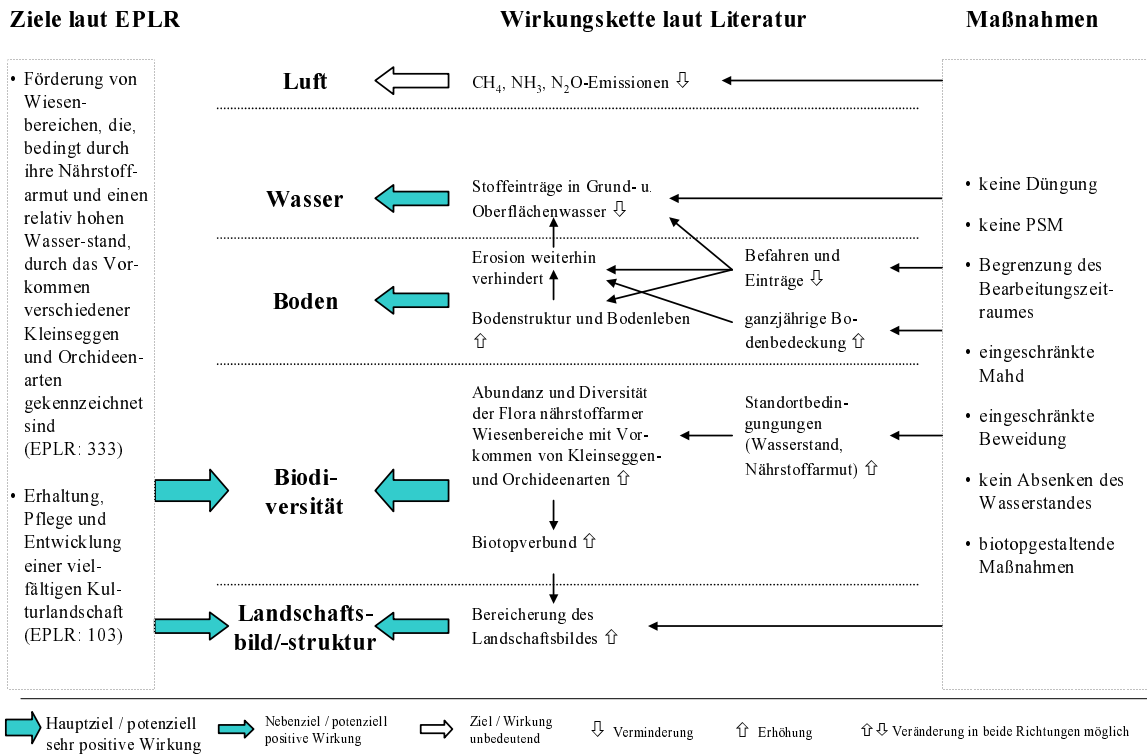 Ziele laut EPLR
Wirkungskette laut Literatur
Maßnahmen
• Förderung von
Wiesen-
bereichen, die,
bedingt durch
ihre Nährstoff-
armut und einen
relativ hohen
Wasser-stand,
durch das Vor-
kommen
verschiedener
Kleinseggen
und Orchideen-
arten
gekennzeichnet
sind
(EPLR: 333)
• Erhaltung,
Pflege und
Entwicklung
einer viel-
fältigen Kul-
turlandschaft
(EPLR: 103)
Luft
CH4, NH3, N2O-Emissionen ⇩
Wasser
Stoffeinträge in Grund- u.
Oberflächenwasser ⇩
Boden
Erosion weiterhin
verhindert
Befahren und
Einträge ⇩
Bodenstruktur und Bodenleben
⇧
ganzjährige Bo-
denbedeckung ⇧
Biodi-
versität
Abundanz und Diversität
der Flora nährstoffarmer
Wiesenbereiche mit Vor-
kommen von Kleinseggen-
und Orchideenarten ⇧
Standortbedin-
gungungen
(Wasserstand,
Nährstoffarmut) ⇧
Biotopverbund ⇧
Landschafts-
bild/-struktur
Bereicherung des
Landschaftsbildes ⇧
• keine Düngung
• keine PSM
• Begrenzung des
Bearbeitungszeit-
raumes
• eingeschränkte
Mahd
• eingeschränkte
Beweidung
• kein Absenken des
Wasserstandes
• biotopgestaltende
Maßnahmen
Hauptziel / potenziell
sehr positive Wirkung
Nebenziel / potenziell
positive Wirkung
Ziel / Wirkung
unbedeutend
⇩ Verminderung
⇧ Erhöhung
⇧⇩ Veränderung in beide Richtungen möglich